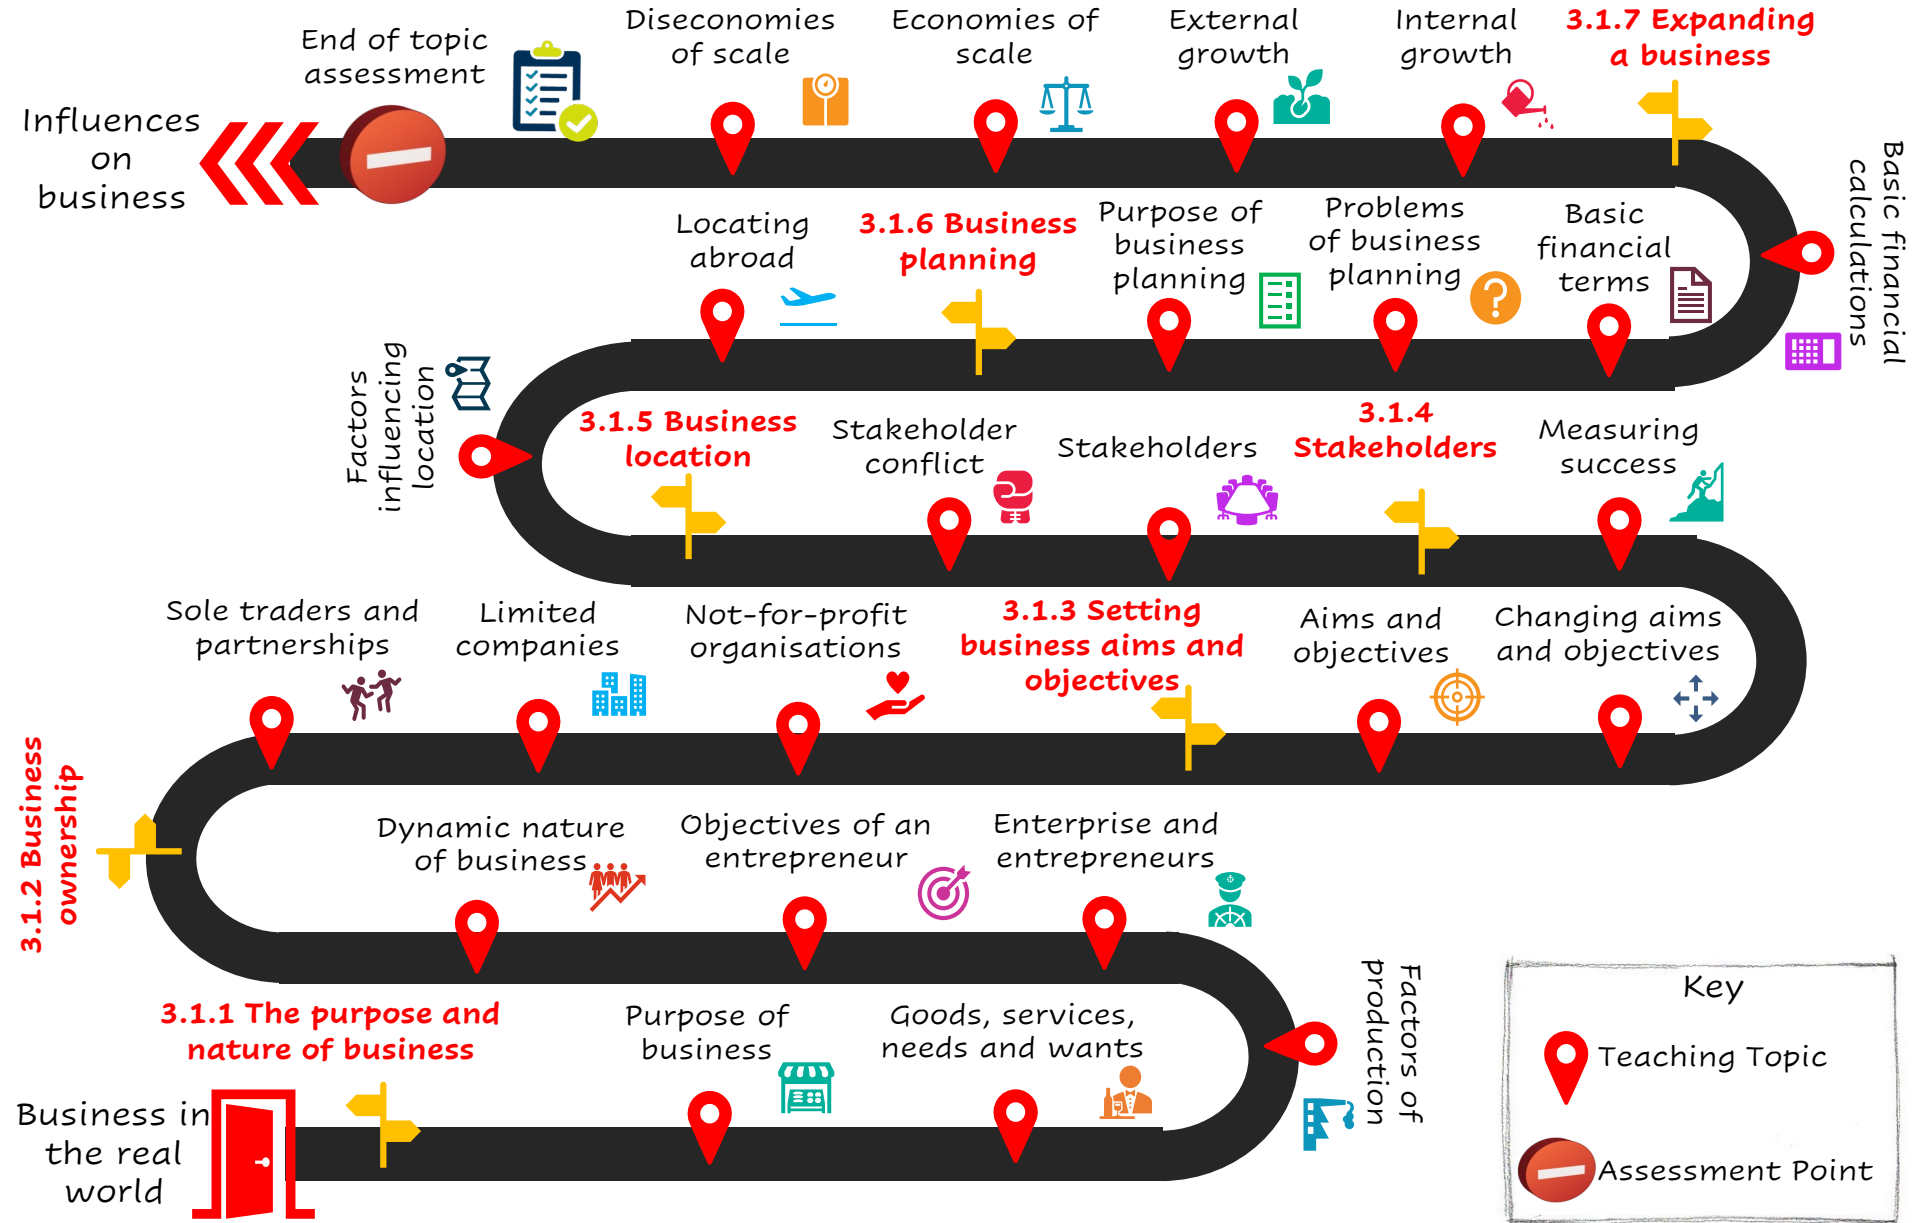 End of topic
assessment
Diseconomies
of scale
Economies of
scale
External
growth
Internal
growth
3.1.7 Expanding
a business
Influences
on
business
Basic financial
calculations
Locating
abroad
3.1.6 Business
planning
Purpose of
business
planning
Problems
of business
planning
Basic
financial
terms
Factors
influencing
location
3.1.5 Business
location
Stakeholder
conflict
Stakeholders
3.1.4
Stakeholders
Measuring
success
Sole traders and
partnerships
Limited
companies
Not-for-profit
organisations
3.1.3 Setting
business aims and
objectives
Aims and
objectives
Changing aims
and objectives
3.1.2 Business
ownership
Dynamic nature
of business
Objectives of an
entrepreneur
Enterprise and
entrepreneurs
Factors of
production
3.1.1 The purpose and
nature of business
Purpose of
business
Goods, services,
needs and wants
Business in
the real
world
Key
Teaching Topic
Assessment Point